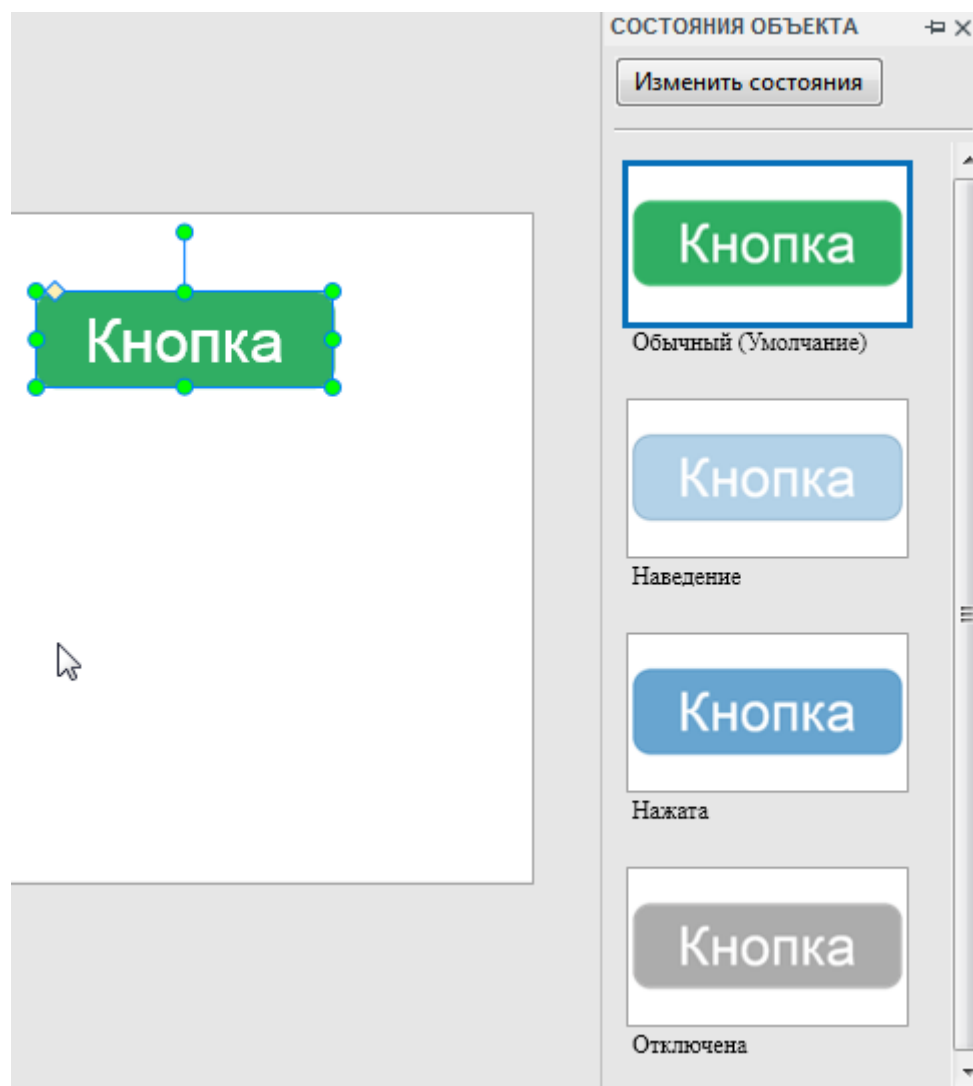 СОСТОЯНИЯ ОБЪЕКТА
Изменить состояния
Кнопка
Кнопка
Обычный (Умолчание)
Кнопка
Наведение
Кнопка
Нажата
Кнопка
Отключена